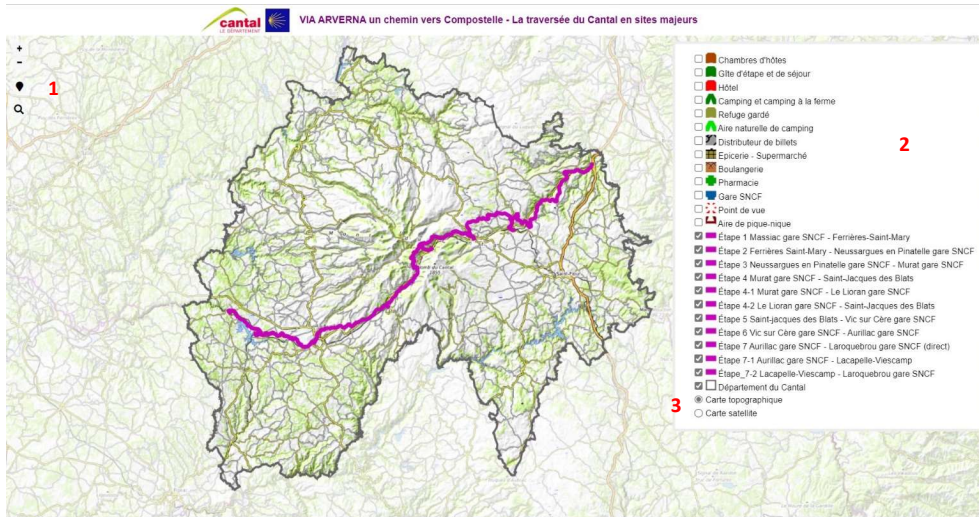 cantal
LE DÉPARTEMENT
VIA ARVERNA un chemin vers Compostelle - La traversée du Cantal en sites majeurs
+
−
1
2
3
Chambres d'hôtes
Gîte d'étape et de séjour
Hôtel
Camping et camping à la ferme
Refuge gardé
Aire naturelle de camping
Distributeur de billets
Epicerie - Supermarché
Boulangerie
Pharmacie
Gare SNCF
Point de vue
Aire de pique-nique
Étape 1 Massiac gare SNCF - Ferrières-Saint-Mary
Étape 2 Ferrières Saint-Mary - Neussargues en Pinatelle gare SNCF
Étape 3 Neussargues en Pinatelle gare SNCF - Murat gare SNCF
Étape 4 Murat gare SNCF - Saint-Jacques des Blats
Étape 4-1 Murat gare SNCF - Le Lioran gare SNCF
Étape 4-2 Le Lioran gare SNCF - Saint-Jacques des Blats
Étape 5 Saint-jacques des Blats - Vic sur Cère gare SNCF
Étape 6 Vic sur Cère gare SNCF - Aurillac gare SNCF
Étape 7 Aurillac gare SNCF - Laroquebrou gare SNCF (direct)
Étape 7-1 Aurillac gare SNCF - Lacapelle-Viescamp
Étape_7-2 Lacapelle-Viescamp - Laroquebrou gare SNCF
Département du Cantal
Carte topographique
Carte satellite